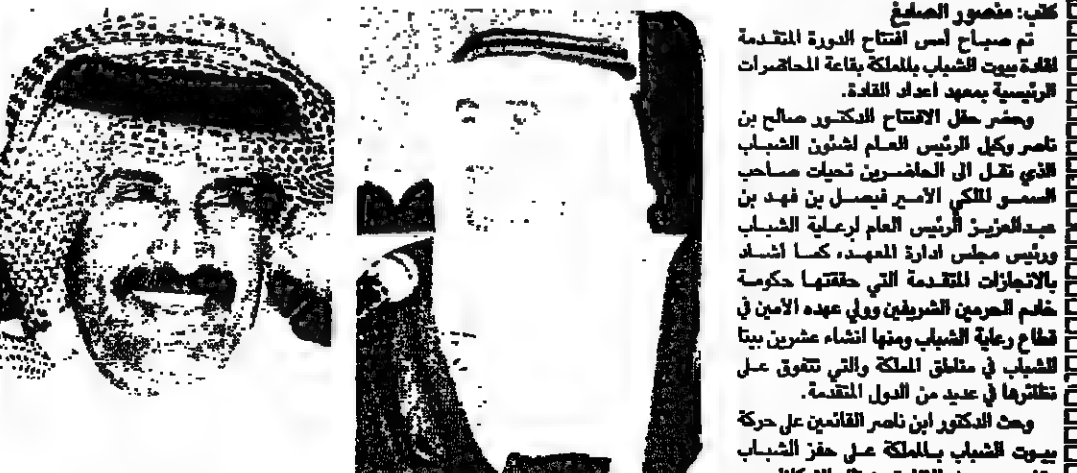 كتب: منصور الصايغ
تم صباح أمس افتتاح الدورة المتقدمة
لقادة بيوت الشباب بالمملكة بقاعة المحاضرات
الرئيسية بمعهد اعداد القادة.
وحضر حفل الافتتاح الدكتور صالح بن
ناصر وكيل الرئيس العام لشئون الشباب
الذي نقل الى الحاضرين تحيات صاحب
السمو الملكي الأمير فيصل بن فهد بن
عبدالعزيز الرئيس العام لرعاية الشباب
ورئيس مجلس ادارة المعهد، كما أشاد
بالانجازات المتقدمة التي حققتها حكومة
خادم الحرمين الشريفين وولي عهده الأمين في
قطاع رعاية الشباب ومنها انشاء عشرين بيتا
للشباب في مناطق المملكة والتي تتفوق على
نظائرها في عديد من الدول المتقدمة.
وحث الدكتور ابن ناصر القائمين على حركة
بيوت الشباب بالمملكة على حفز الشباب